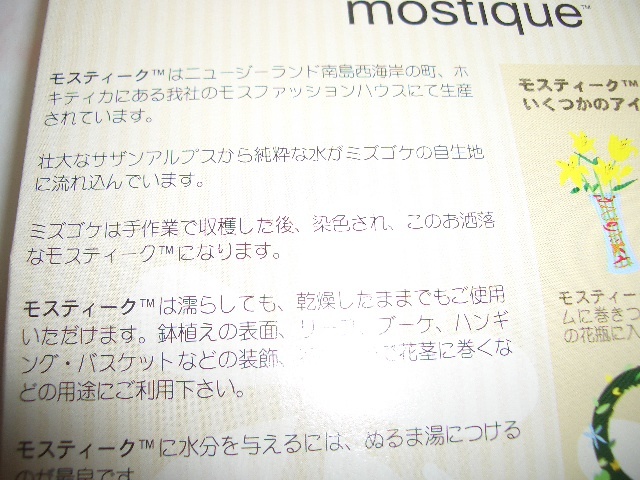 mostique™
モスティーク™はニュージーランド南島西海岸の町、ホ
キティカにある我社のモスファッションハウスにて生産
されています。
壮大なサザンアルプスから純粋な水がミズゴケの自生地
に流れ込んでいます。
ミズゴケは手作業で収穫した後、染色され、このお洒落
なモスティーク™になります。
モスティーク™は濡らしても、乾燥したままでもご使用
いただけます。鉢植えの表面、リース、ブーケ、ハンギ
ング・バスケットなどの装飾、で花茎に巻くな
どの用途にご利用下さい。
モスティーク™に水分を与えるには、ぬるま湯につける
のが最良です
モスティーク™
いくつかのアイ
モスティー
ムに巻きつ
の花瓶に入